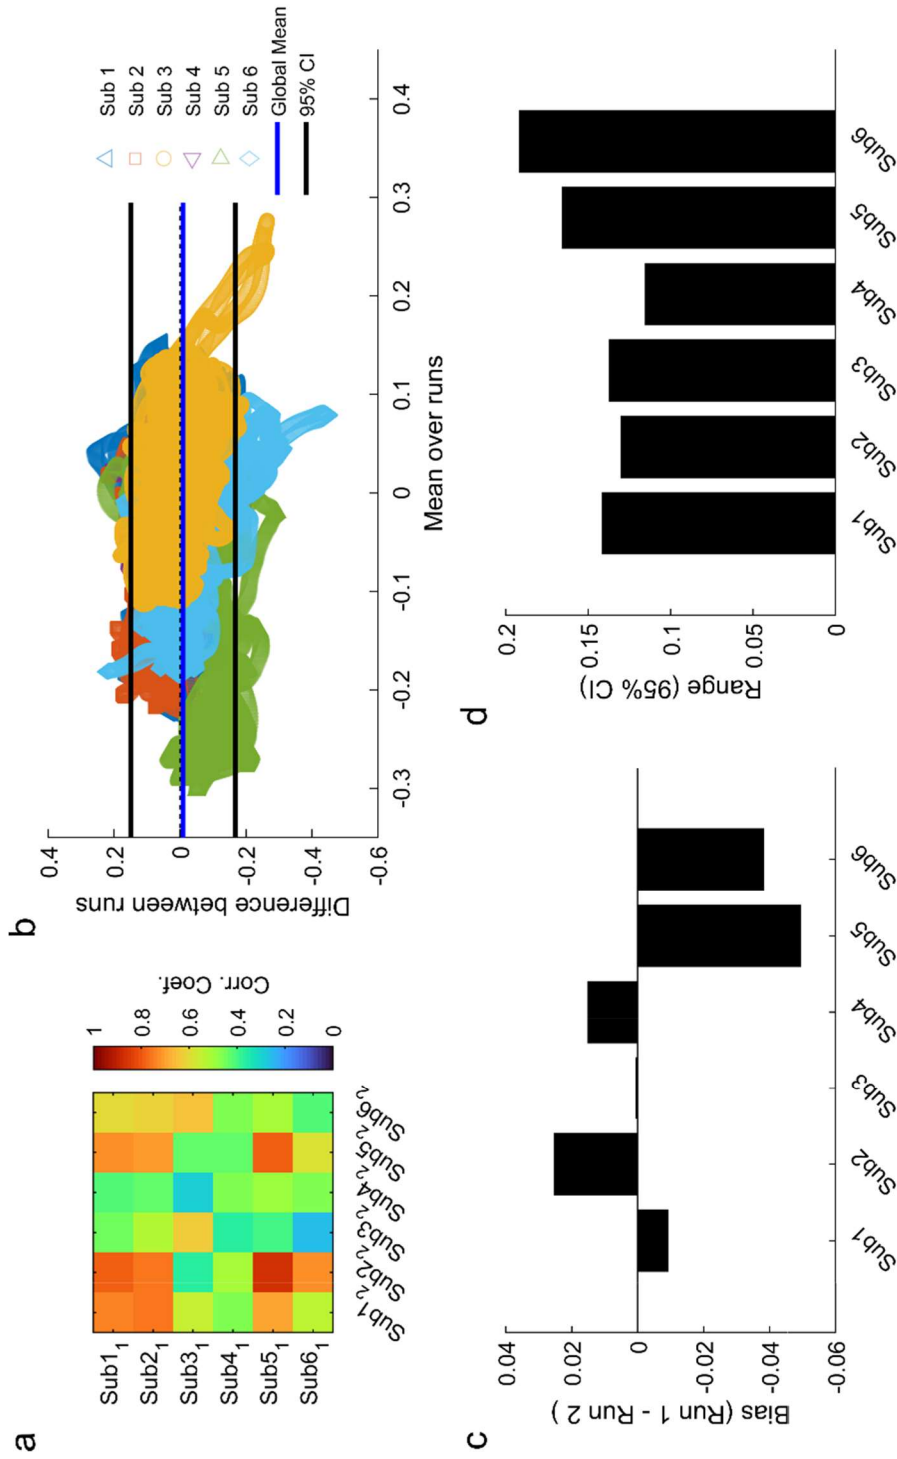 a
Sub1₁
Sub2₁
Sub3₁
Sub4₁
Sub5₁
Sub6₁
Sub1₂
Sub2₂
Sub3₂
Sub4₂
Sub5₂
Sub6₂
1
0.8
0.6
0.4
0.2
0
Corr. Coef.
b
0.4
0.2
0
-0.2
-0.4
-0.6
Difference between runs
-0.3
-0.2
-0.1
0
0.1
0.2
0.3
0.4
Mean over runs
Sub 1
Sub 2
Sub 3
Sub 4
Sub 5
Sub 6
Global Mean
95% CI
c
0.04
0.02
0
-0.02
-0.04
-0.06
Bias (Run 1 - Run 2 )
Sub1
Sub2
Sub3
Sub4
Sub5
Sub6
d
0.2
0.15
0.1
0.05
0
Range (95% CI)
Sub1
Sub2
Sub3
Sub4
Sub5
Sub6